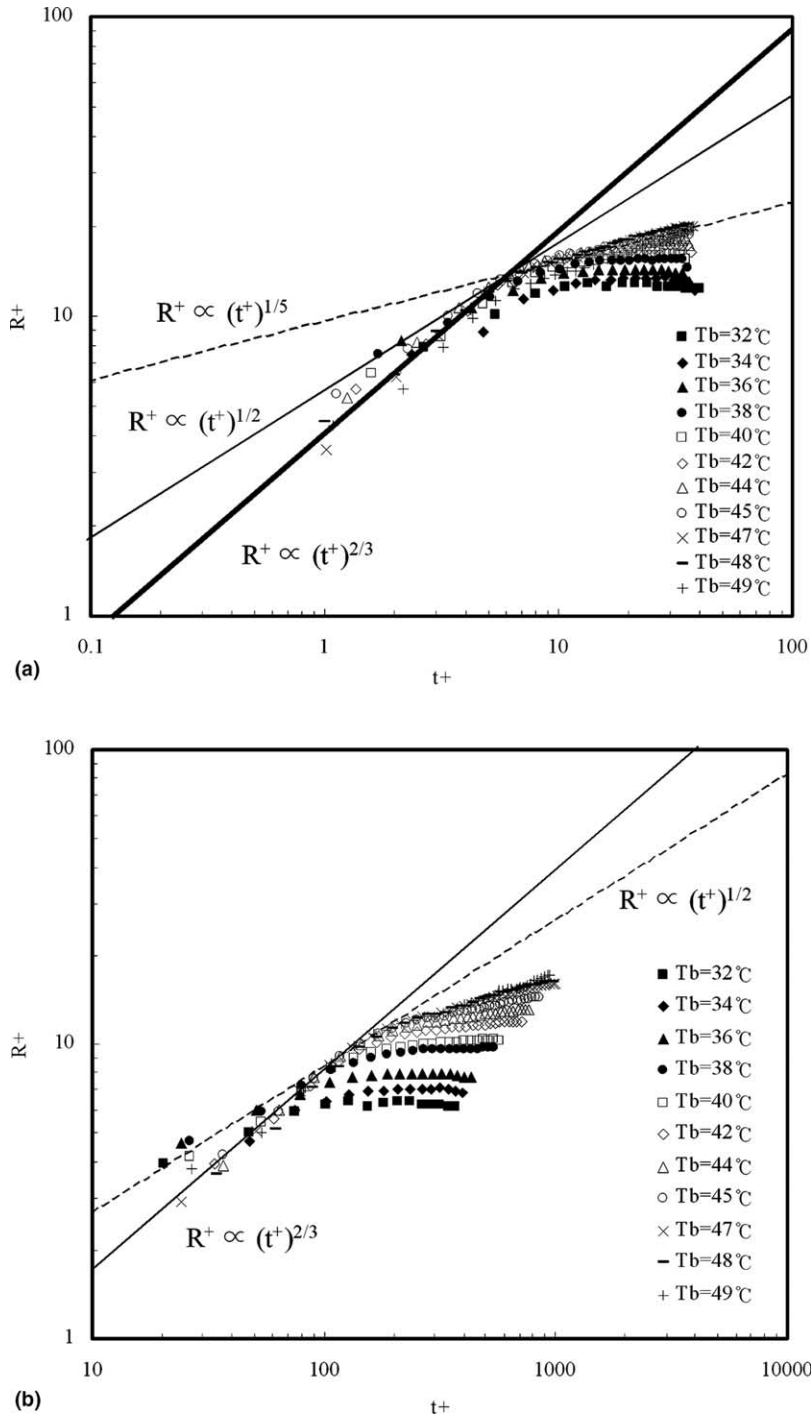 100
R+
R⁺ ∝ (t⁺)^1/5
10
Tb=32℃
Tb=34℃
Tb=36℃
Tb=38℃
R⁺ ∝ (t⁺)^1/2
Tb=40℃
Tb=42℃
Tb=44℃
Tb=45℃
R⁺ ∝ (t⁺)^2/3
Tb=47℃
Tb=48℃
Tb=49℃
1
0.1 1 10 100
(a)
t+
100
R⁺ ∝ (t⁺)^1/2
Tb=32℃
Tb=34℃
10
R+
Tb=36℃
Tb=38℃
Tb=40℃
Tb=42℃
Tb=44℃
Tb=45℃
R⁺ ∝ (t⁺)^2/3
Tb=47℃
Tb=48℃
Tb=49℃
1
10 100 1000 10000
(b)
t+